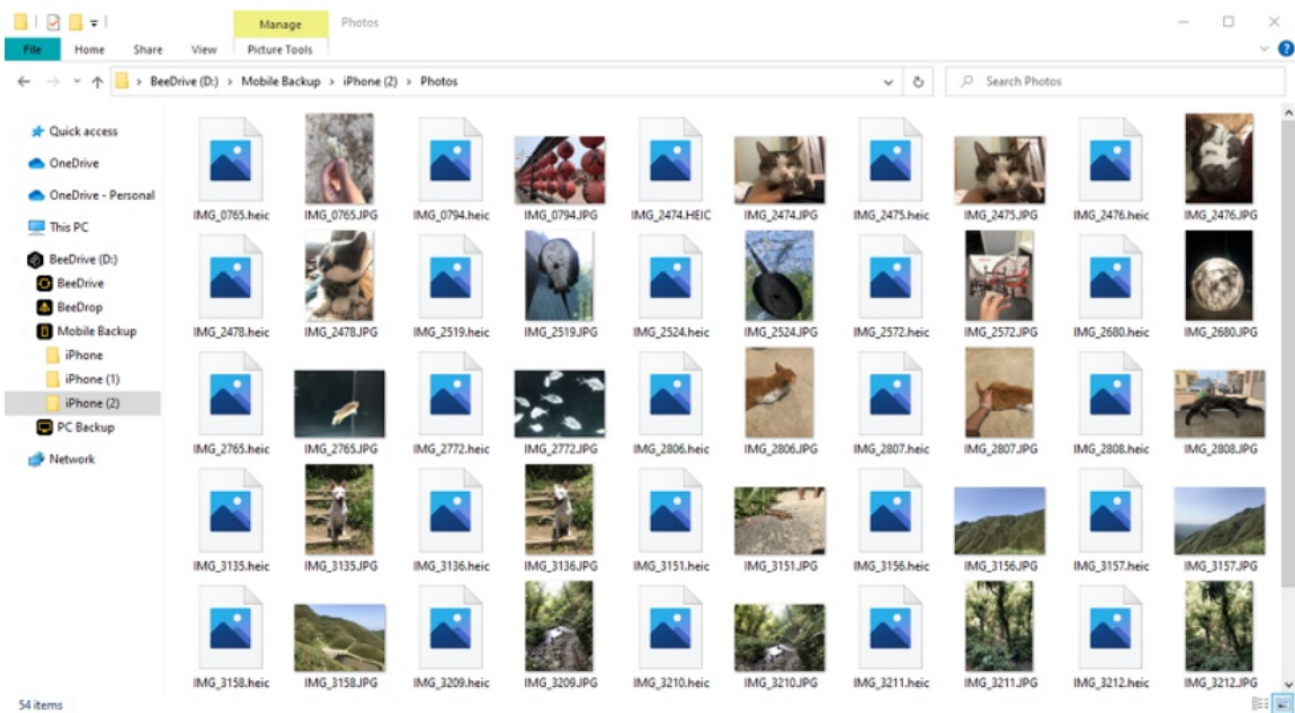 Manage Photos
File Home Share View Picture Tools
BeeDrive (D:) › Mobile Backup › iPhone (2) › Photos
Search Photos
Quick access
OneDrive
OneDrive - Personal
This PC
BeeDrive (D:)
BeeDrive
BeeDrop
Mobile Backup
iPhone
iPhone (1)
iPhone (2)
PC Backup
Network
IMG_0765.heic IMG_0765.JPG IMG_0794.heic IMG_0794.JPG IMG_2474.HEIC IMG_2474.JPG IMG_2475.heic IMG_2475.JPG IMG_2476.heic IMG_2476.JPG
IMG_2478.heic IMG_2478.JPG IMG_2519.heic IMG_2519.JPG IMG_2524.heic IMG_2524.JPG IMG_2572.heic IMG_2572.JPG IMG_2680.heic IMG_2680.JPG
IMG_2765.heic IMG_2765.JPG IMG_2772.heic IMG_2772.JPG IMG_2806.heic IMG_2806.JPG IMG_2807.heic IMG_2807.JPG IMG_2808.heic IMG_2808.JPG
IMG_3135.heic IMG_3135.JPG IMG_3136.heic IMG_3136.JPG IMG_3151.heic IMG_3151.JPG IMG_3156.heic IMG_3156.JPG IMG_3157.heic IMG_3157.JPG
IMG_3158.heic IMG_3158.JPG IMG_3209.heic IMG_3209.JPG IMG_3210.heic IMG_3210.JPG IMG_3211.heic IMG_3211.JPG IMG_3212.heic IMG_3212.JPG
54 items